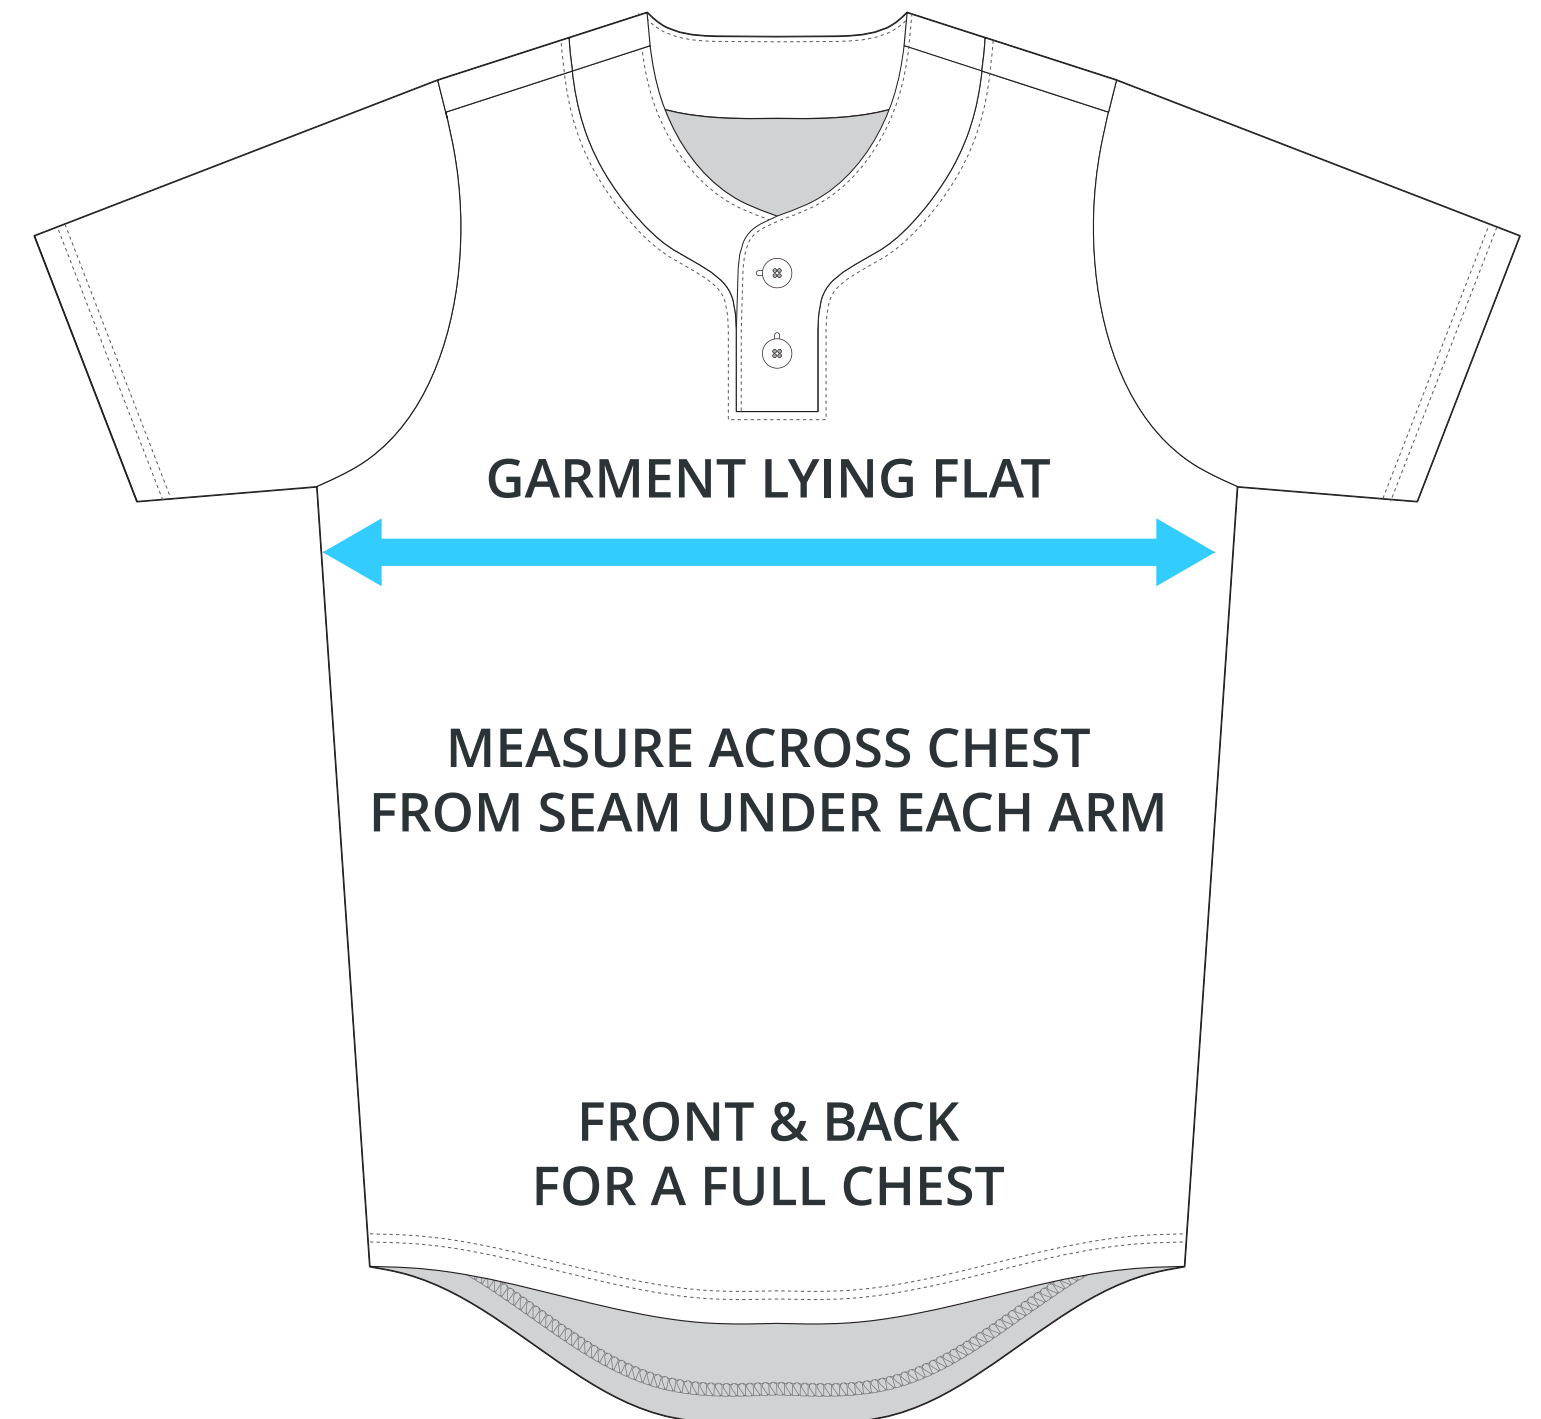 GARMENT LYING FLAT
MEASURE ACROSS CHEST
FROM SEAM UNDER EACH ARM
FRONT & BACK
FOR A FULL CHEST